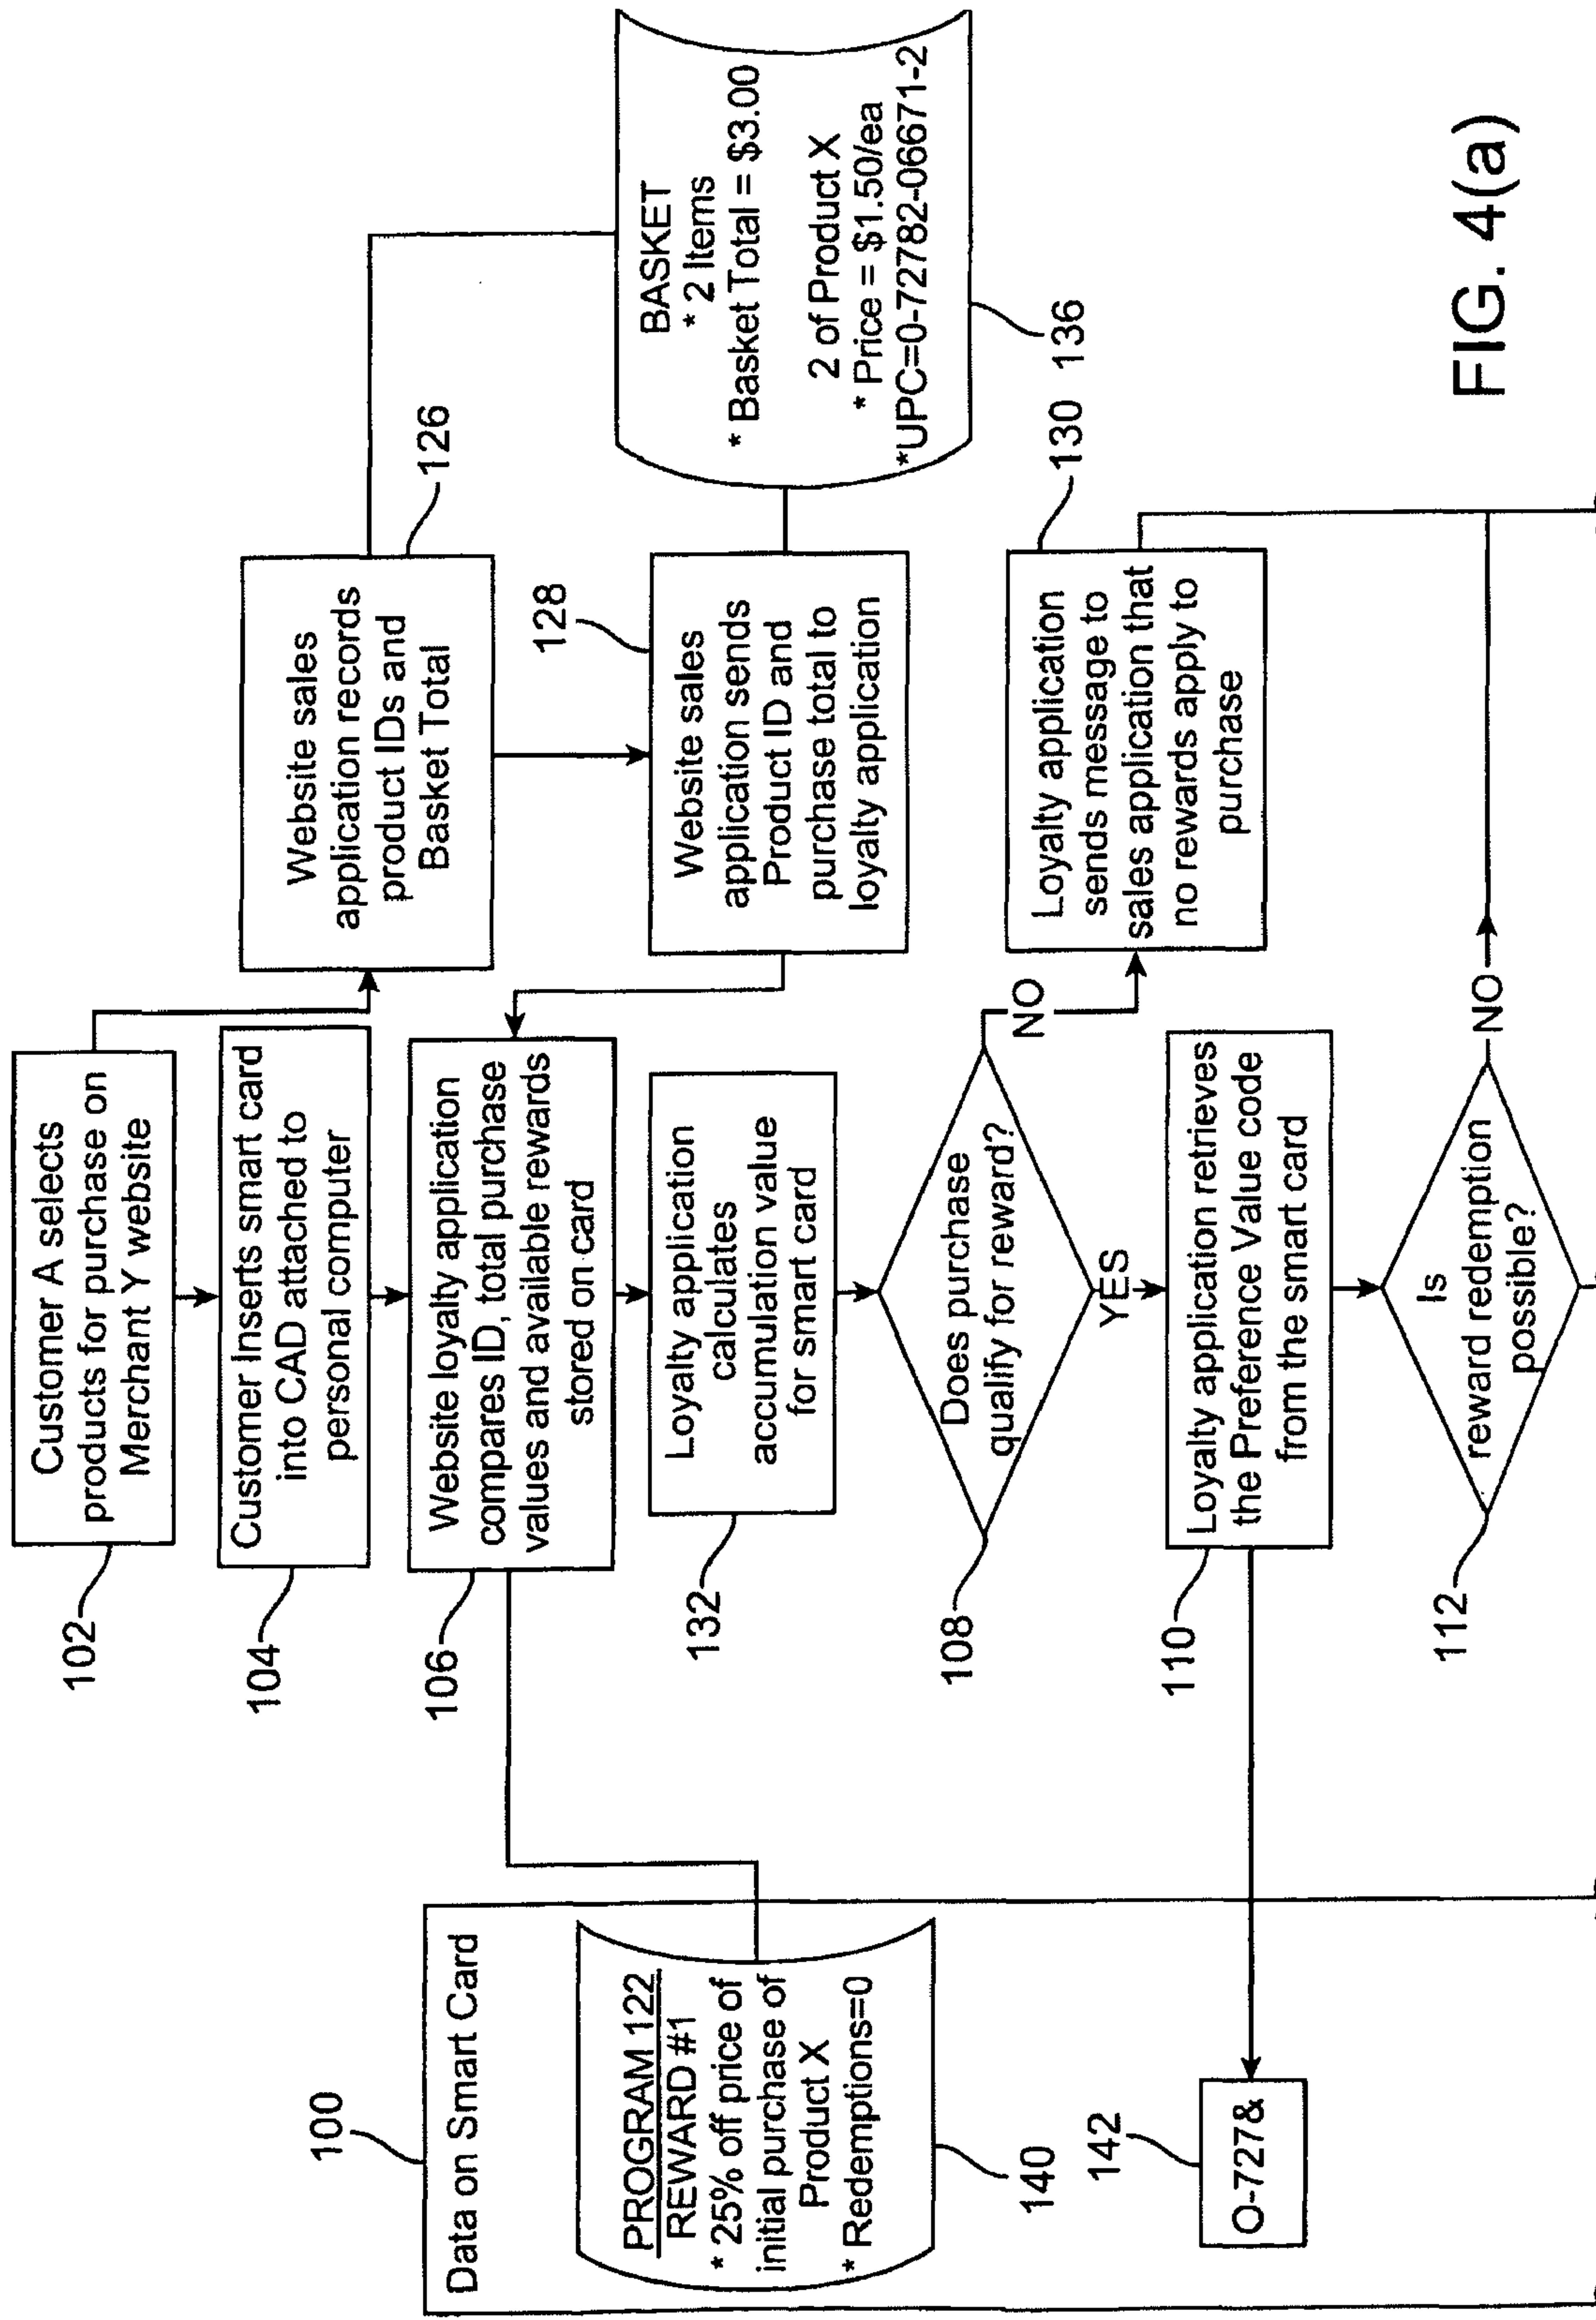 Customer A selects
products for purchase on
Merchant Y website
102
Customer Inserts smart card
into CAD attached to
personal computer
104
Website sales
application records
product IDs and
Basket Total
126
Website loyalty application
compares ID, total purchase
values and available rewards
stored on card
106
Website sales
application sends
Product ID and
purchase total to
loyalty application
128
BASKET
* 2 Items
* Basket Total = $3.00
2 of Product X
* Price = $1.50/ea
*UPC=0-72782-06671-2
136
100
Data on Smart Card
PROGRAM 122
REWARD #1
* 25% off price of
initial purchase of
Product X
* Redemptions=0
140
Loyalty application
calculates
accumulation value
for smart card
132
Does purchase
qualify for reward?
108
NO
Loyalty application
sends message to
sales application that
no rewards apply to
purchase
130
YES
Loyalty application retrieves
the Preference Value code
from the smart card
110
142
O-727&
Is
reward redemption
possible?
112
NO
FIG. 4(a)